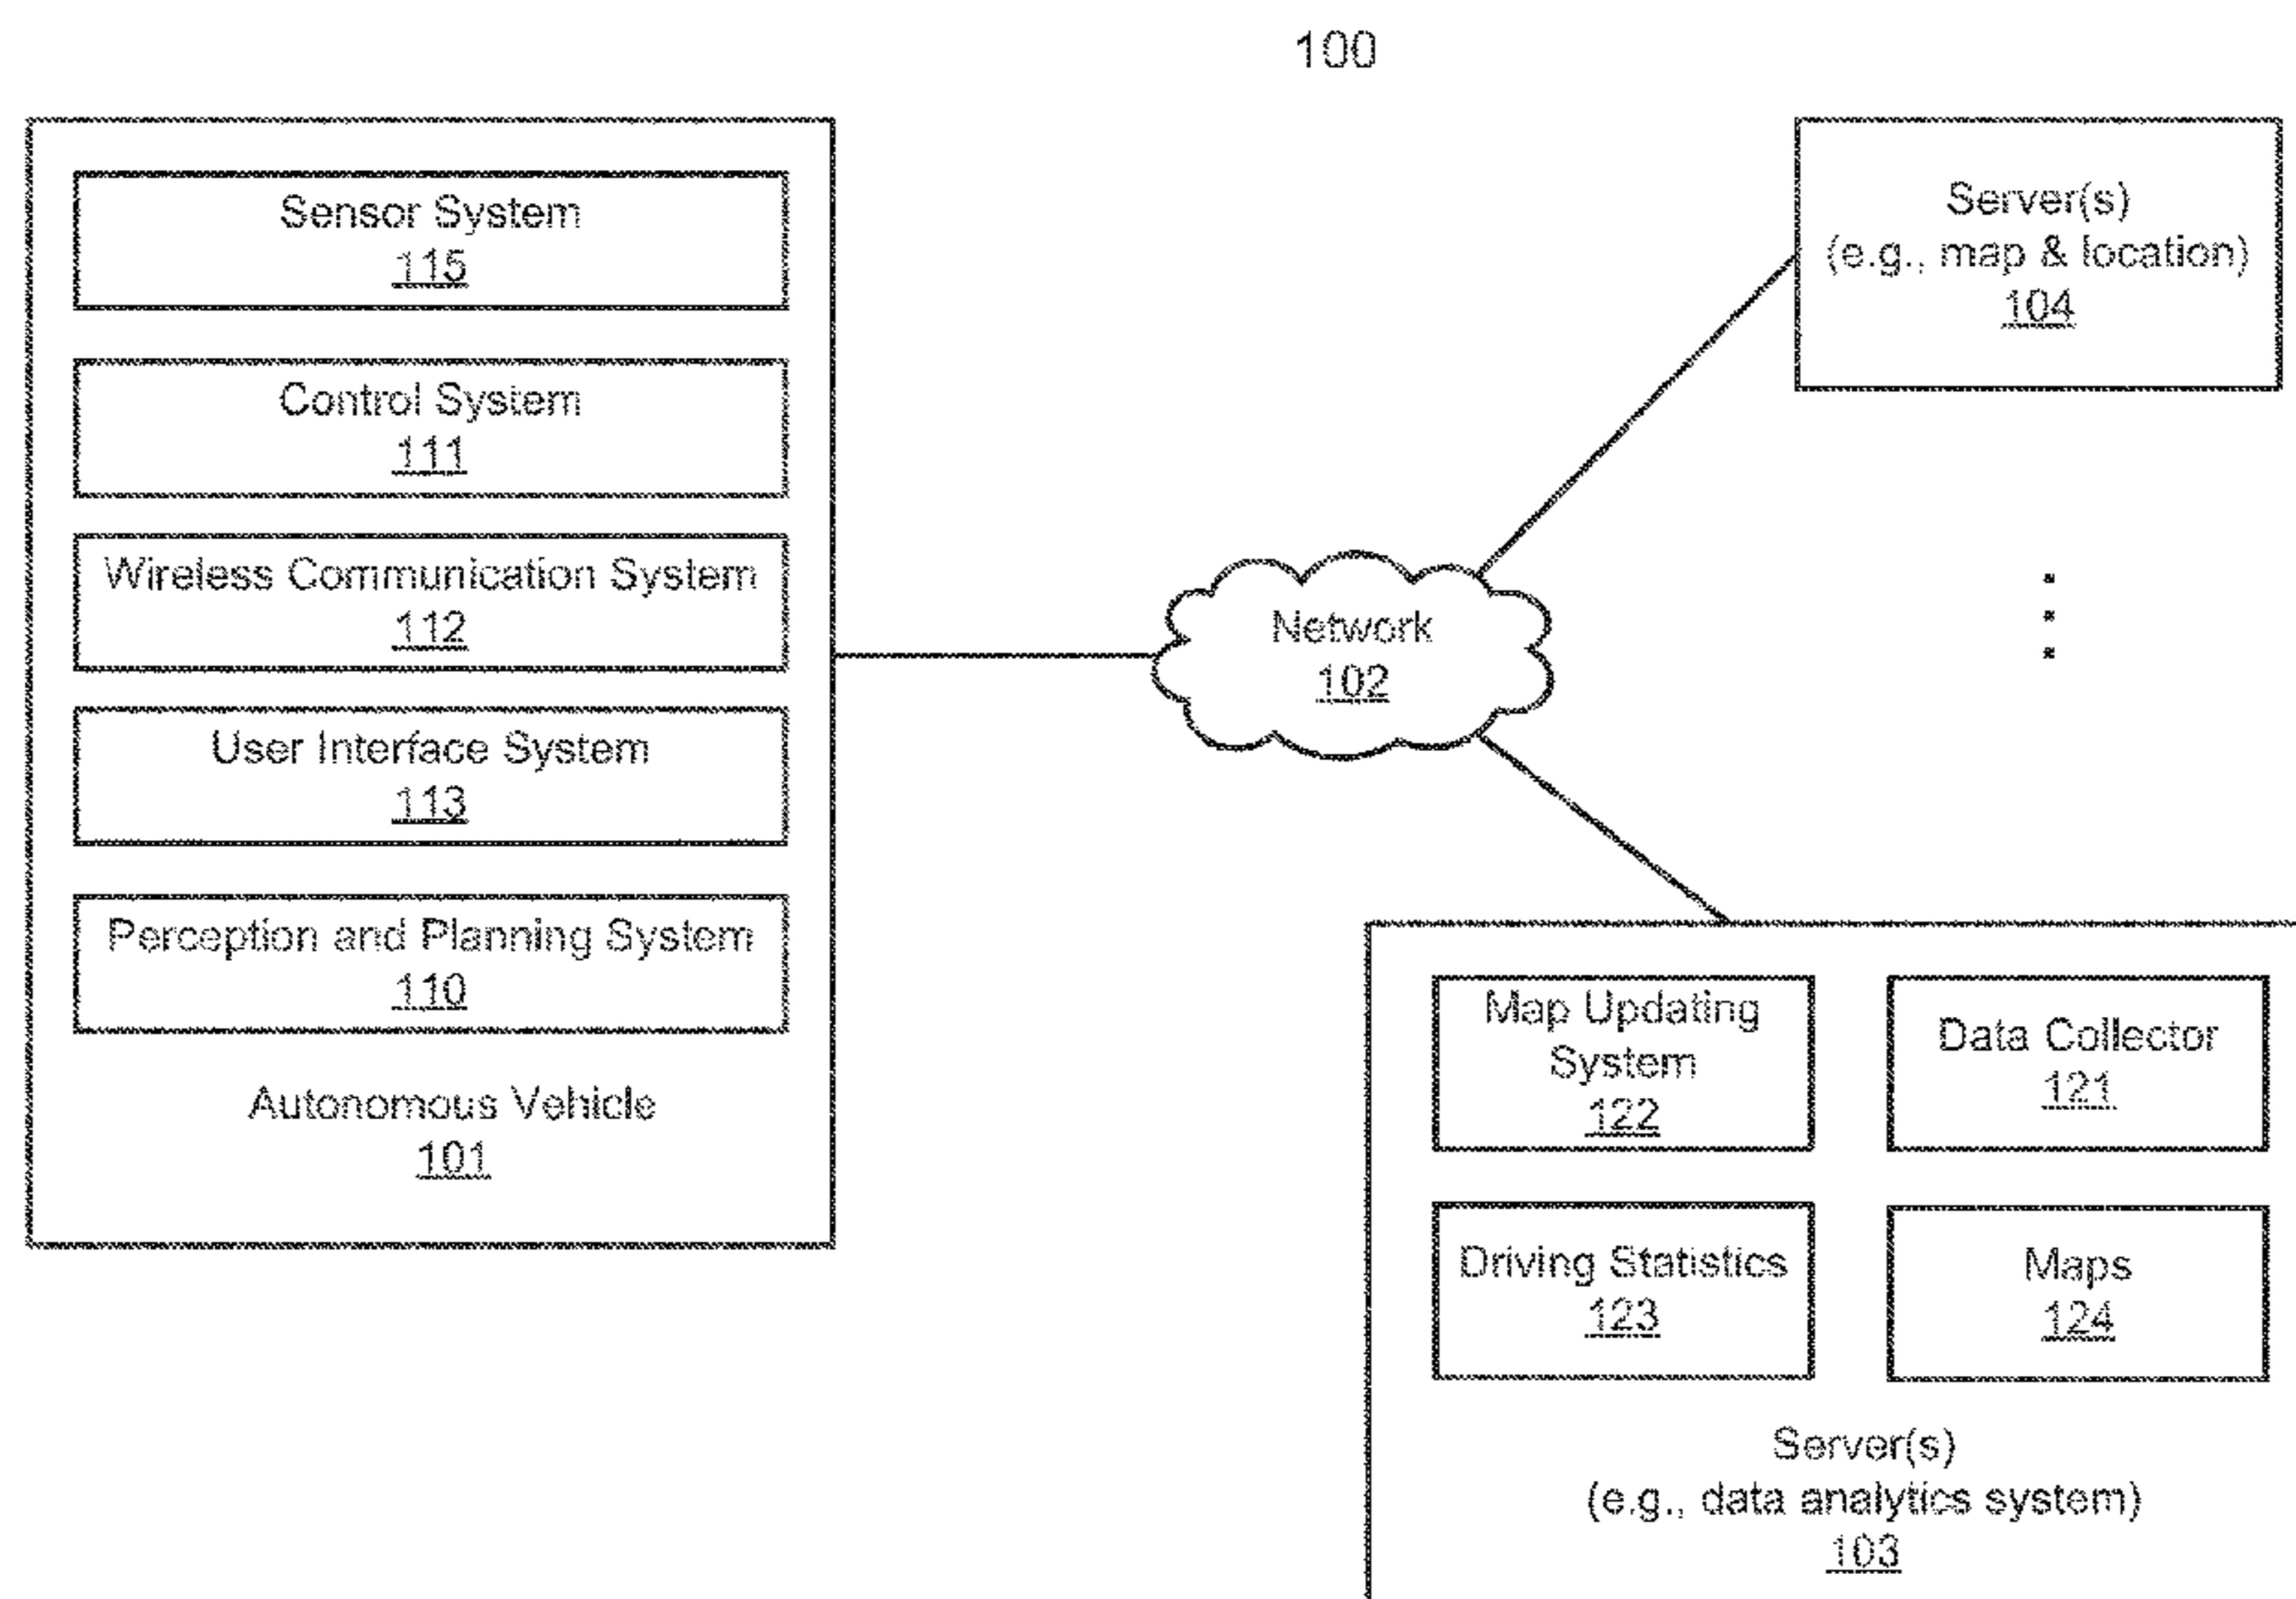 100
Sensor System
115
Control System
111
Wireless Communication System
112
User Interface System
113
Perception and Planning System
110
Autonomous Vehicle
101
Network
102
Server(s)
(e.g., map & location)
104
Map Updating
System
122
Data Collector
121
Driving Statistics
123
Maps
124
Server(s)
(e.g., data analytics system)
103